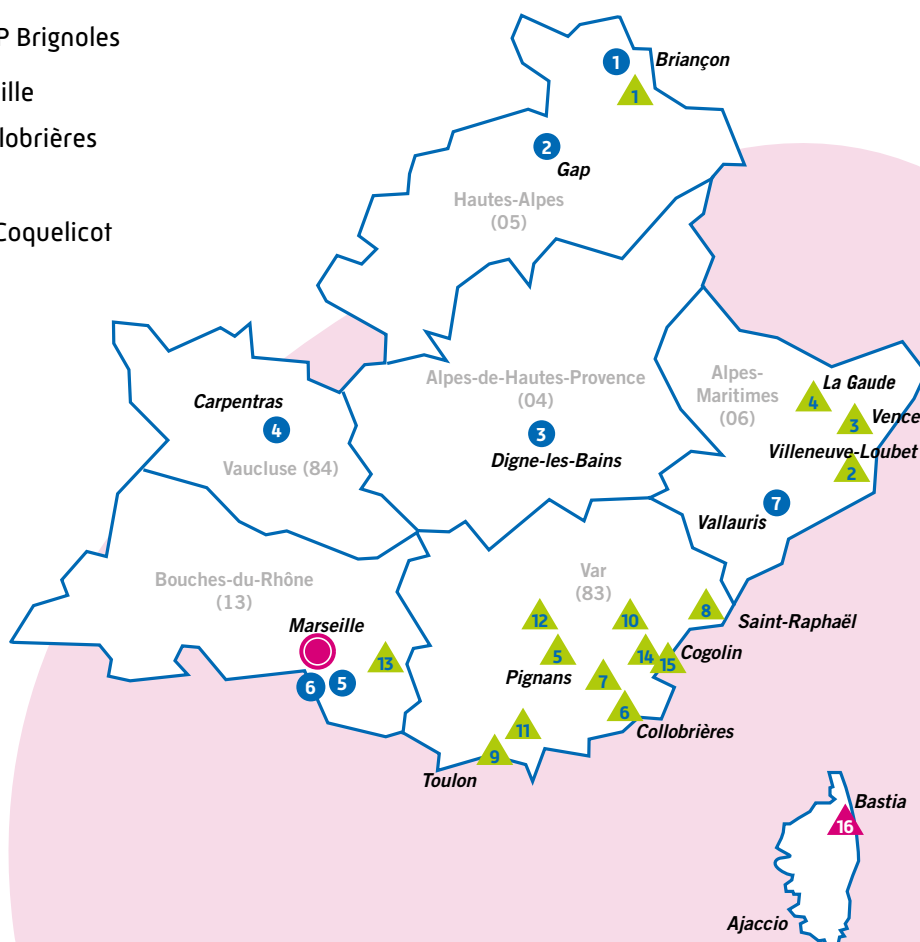 P Brignoles
ille
lobrières
Coquelicot
1
Briançon
1
2
Gap
Hautes-Alpes
(05)
Alpes-de-Hautes-Provence
(04)
3
Digne-les-Bains
Alpes-
Maritimes
(06)
La Gaude
4
3
Vence
Villeneuve-Loubet
2
7
Vallauris
Carpentras
4
Vaucluse (84)
Bouches-du-Rhône
(13)
Marseille
6
5
13
Var
(83)
12
10
8
Saint-Raphaël
5
14
15
Cogolin
Pignans
7
6
Collobrières
11
9
Toulon
Bastia
16
Ajaccio